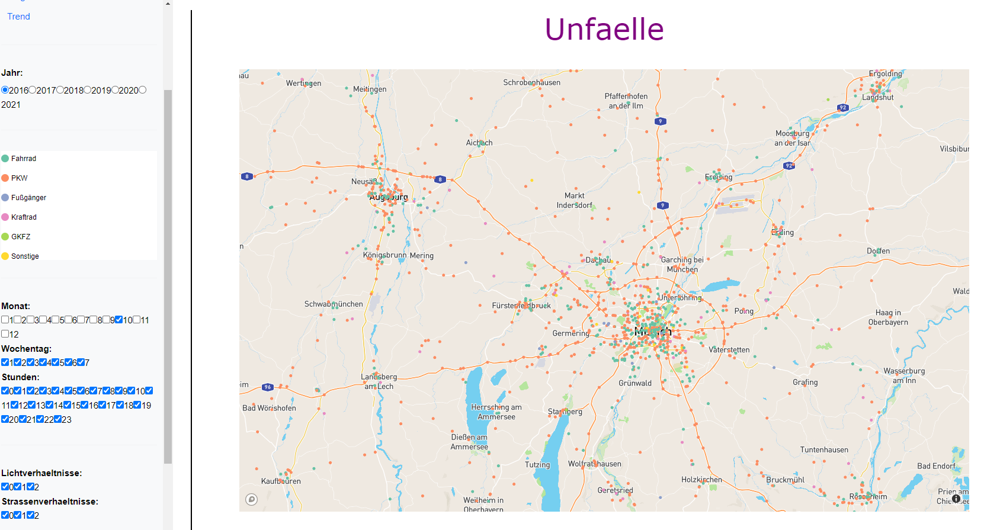 Trend
Jahr:
2016 2017 2018 2019 2020
2021
Fahrrad
PKW
Fußgänger
Kraftrad
GKFZ
Sonstige
Monat:
1 2 3 4 5 6 7 8 9 10 11
12
Wochentag:
1 2 3 4 5 6 7
Stunden:
0 1 2 3 4 5 6 7 8 9 10
11 12 13 14 15 16 17 18 19
20 21 22 23
Lichtverhaeltnisse:
0 1 2
Strassenverhaeltnisse:
0 1 2
Unfaelle
Wertingen
Meitingen
Schrobenhausen
Pfaffenhofen
an der Ilm
Ergolding
Landshut
92
9
Moosburg
an der Isar
Aichach
Vilsbibur
92
8
8
Neusäß
Augsburg
Freising
Markt
Indersdorf
9
Erding
Königsbrunn
Mering
Dachau
Garching bei
München
Dorfen
Schwabmünchen
Fürstenfeldbruck
Unterföhring
Poing
Wald
Haag in
Oberbayern
Germering
Munich
Vaterstetten
Landsberg
am Lech
Grünwald
Grafing
Wasserburg
am Inn
96
Bad Wörishofen
Herrsching am
Ammersee
Starnberg
Dießen am
Ammersee
Tuntenhausen
Tutzing
Wolfratshausen
Bad Endorf
Kaufbeuren
Holzkirchen
Bruckmühl
Geretsried
Rosenheim
Prien am
Chiemsee
Weilheim in
Oberbayern